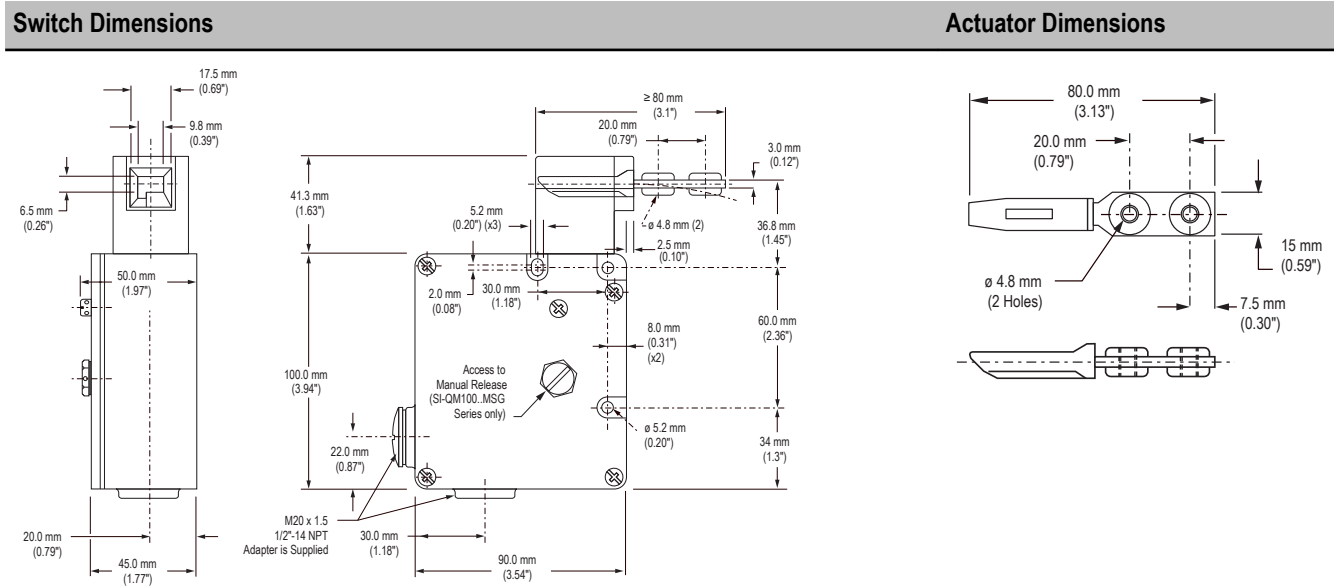 Switch Dimensions
Actuator Dimensions
17.5 mm
(0.69")
9.8 mm
(0.39")
6.5 mm
(0.26")
50.0 mm
(1.97")
20.0 mm
(0.79")
45.0 mm
(1.77")
≥ 80 mm
(3.1")
20.0 mm
(0.79")
3.0 mm
(0.12")
41.3 mm
(1.63")
5.2 mm
(0.20") (x3)
ø 4.8 mm (2)
36.8 mm
(1.45")
2.5 mm
(0.10")
2.0 mm
(0.08")
30.0 mm
(1.18")
8.0 mm
(0.31")
(x2)
60.0 mm
(2.36")
100.0 mm
(3.94")
Access to
Manual Release
(SI-QM100..MSG
Series only)
ø 5.2 mm
(0.20")
34 mm
(1.3")
22.0 mm
(0.87")
M20 x 1.5
1/2"-14 NPT
Adapter is Supplied
30.0 mm
(1.18")
90.0 mm
(3.54")
80.0 mm
(3.13")
20.0 mm
(0.79")
15 mm
(0.59")
ø 4.8 mm
(2 Holes)
7.5 mm
(0.30")